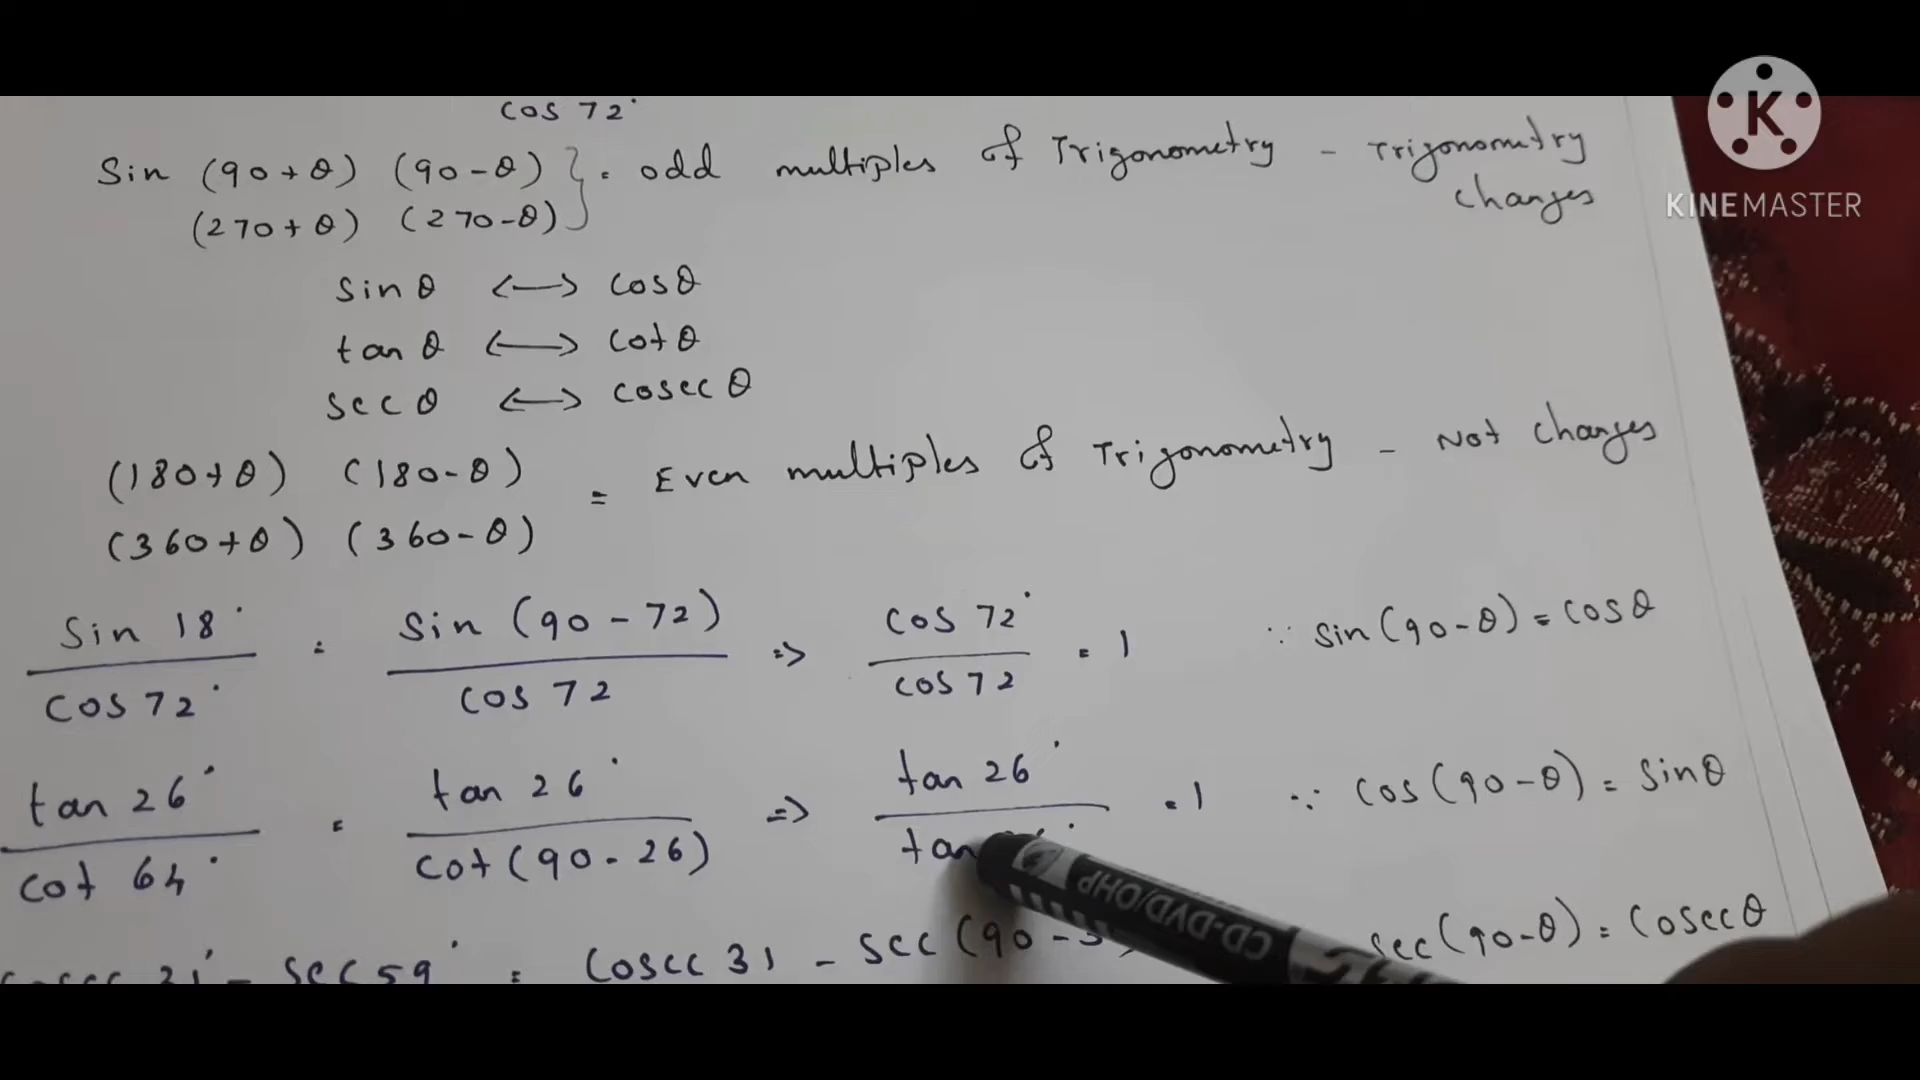 cos 72°
Sin (90+θ) (90-θ) } = odd multiples of Trigonometry - Trigonometry changes
(270+θ) (270-θ)
sin θ ⟷ cos θ
tan θ ⟷ cot θ
sec θ ⟷ cosec θ
(180+θ) (180-θ) = Even multiples of Trigonometry - Not changes
(360+θ) (360-θ)
Sin 18° / cos 72° = sin (90 - 72) / cos 72 => cos 72° / cos 72 = 1 ∵ sin(90-θ) = cos θ
tan 26° / cot 64° = tan 26° / cot (90-26) => tan 26° / tan = 1 ∵ cos(90-θ) = sin θ
- sec 59° = cosec 31 - sec (90 - sec(90-θ) = cosec θ
CD-DVD/OHP
K
KINEMASTER